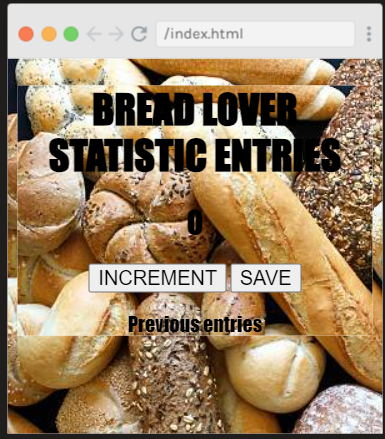 /index.html
BREAD LOVER
STATISTIC ENTRIES
0
INCREMENT SAVE
Previous entries